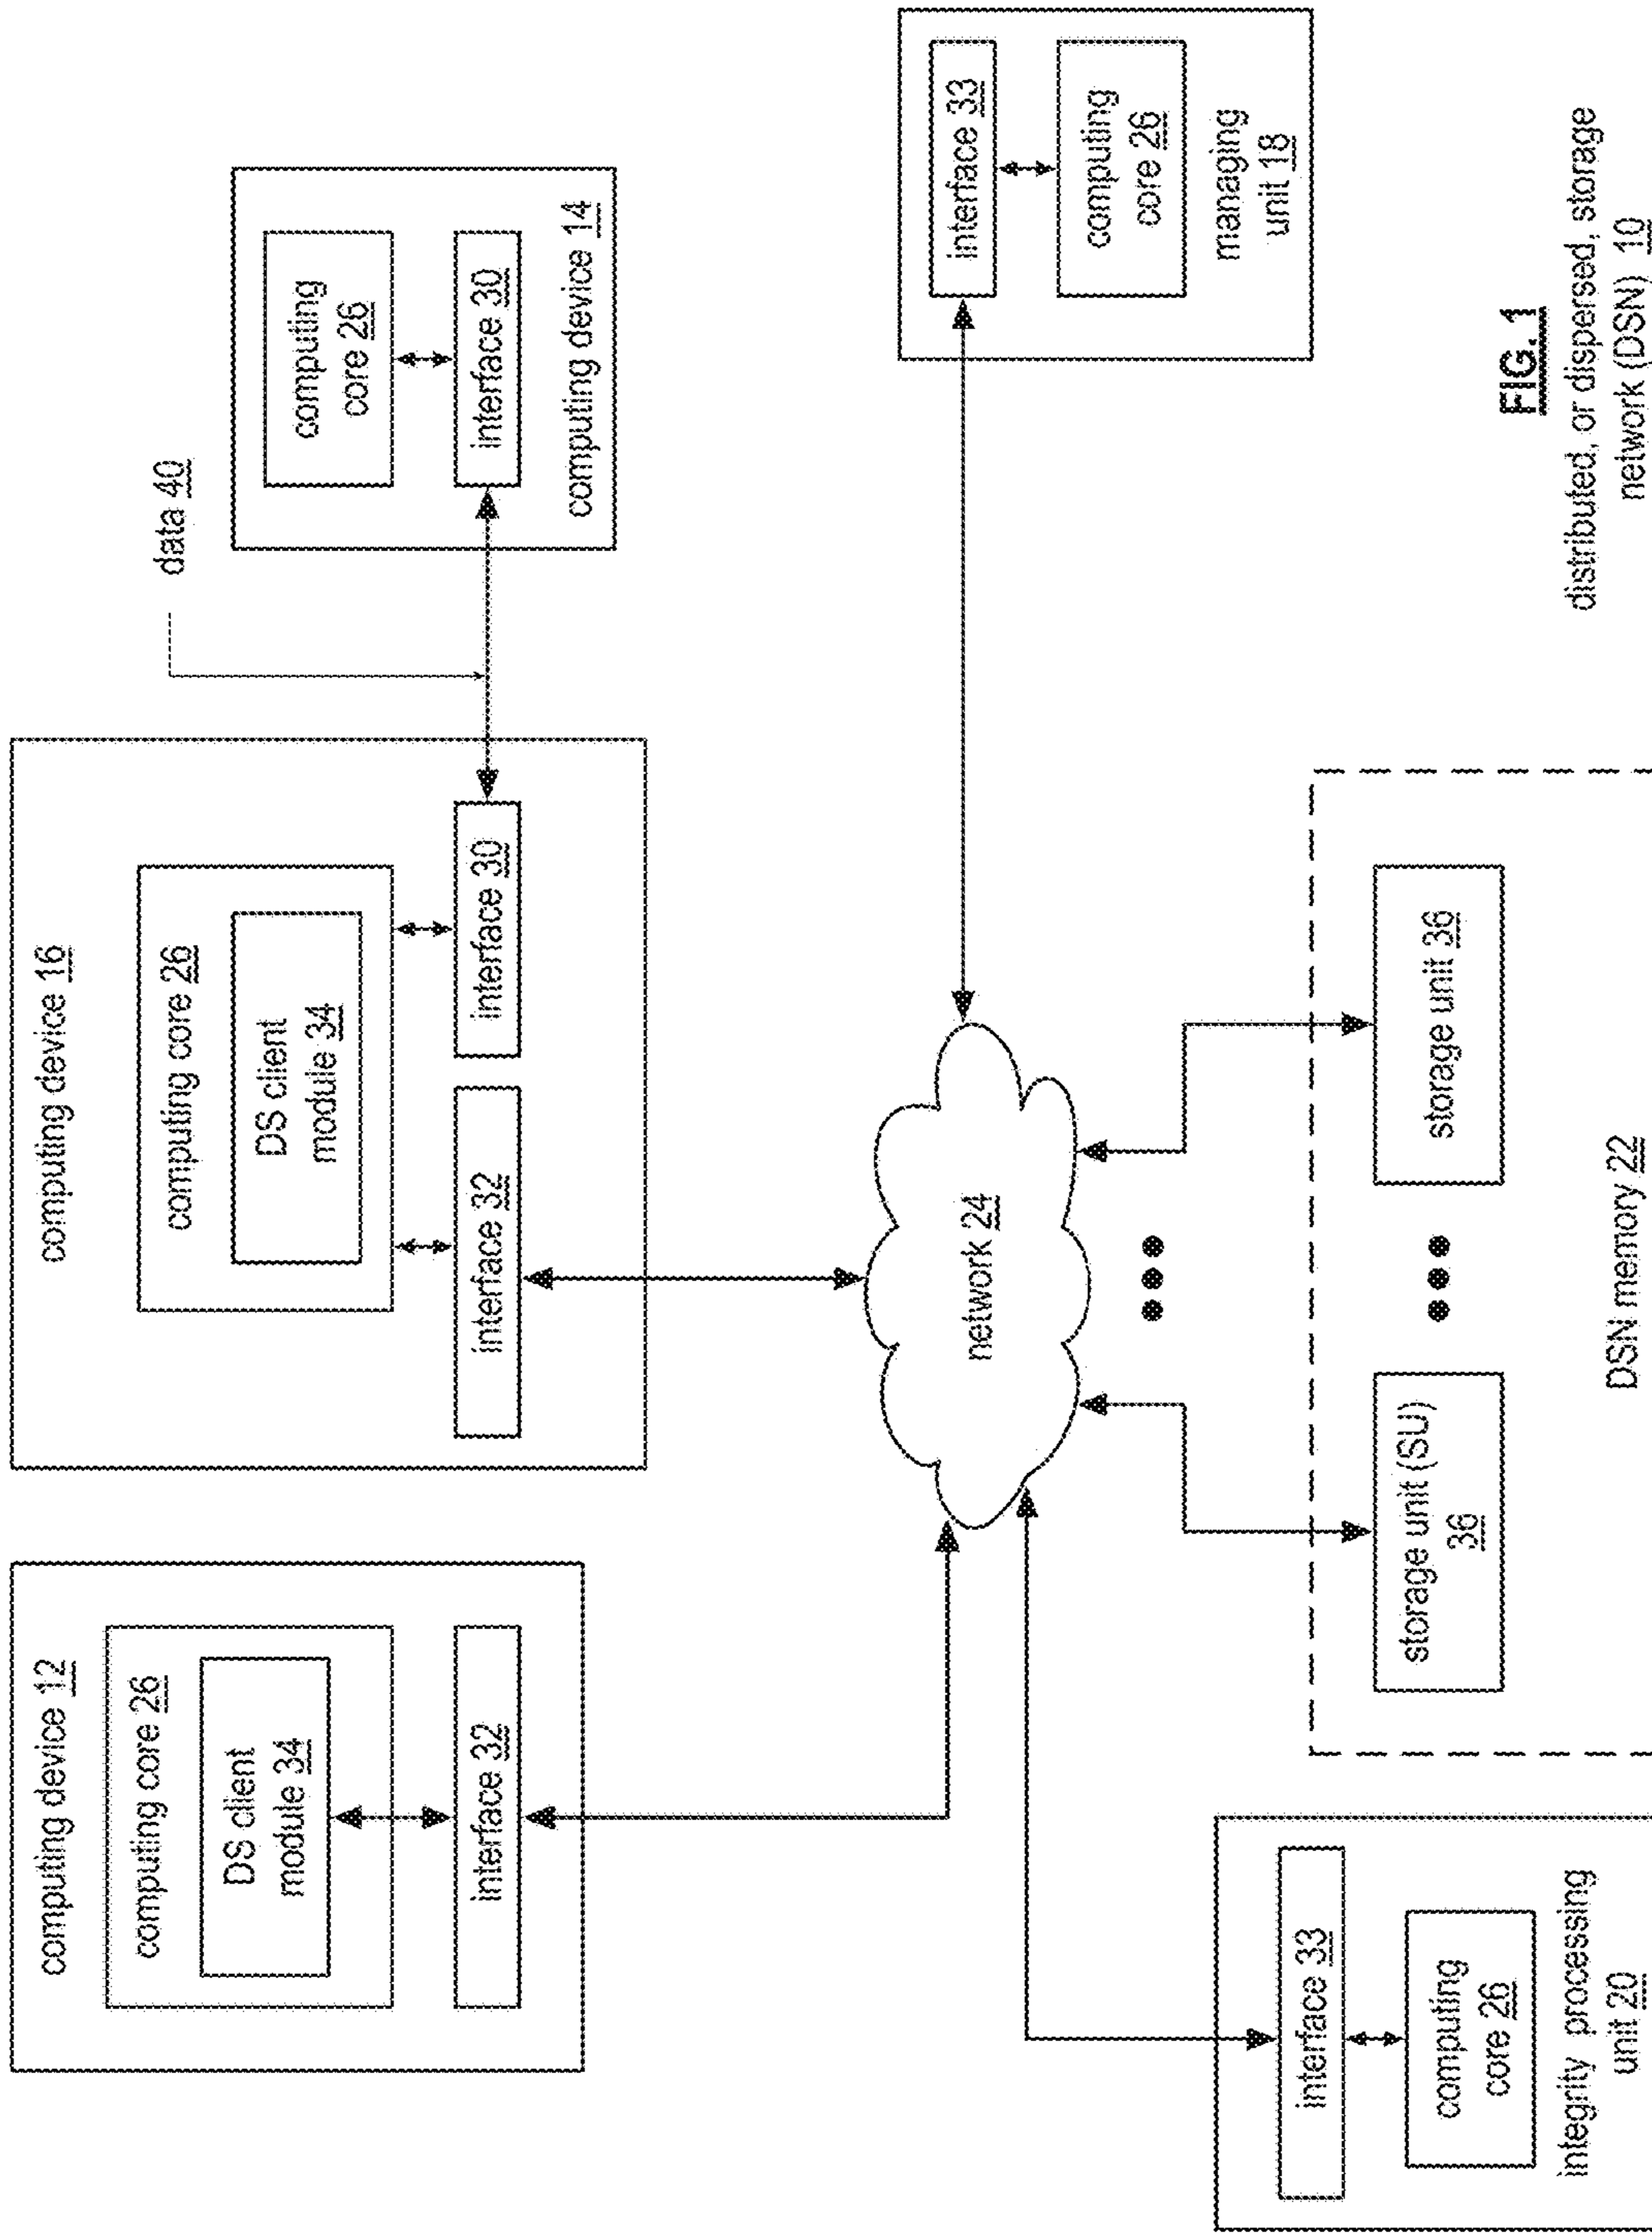 computing device 12
computing core 26
DS client
module 34
interface 32
computing device 16
computing core 26
DS client
module 34
interface 32
interface 30
data 40
computing
core 26
interface 30
computing device 14
network 24
interface 33
computing
core 26
managing
unit 18
interface 33
computing
core 26
integrity processing
unit 20
storage unit (SU)
36
storage unit 36
DSN memory 22
FIG. 1
distributed, or dispersed, storage
network (DSN) 10